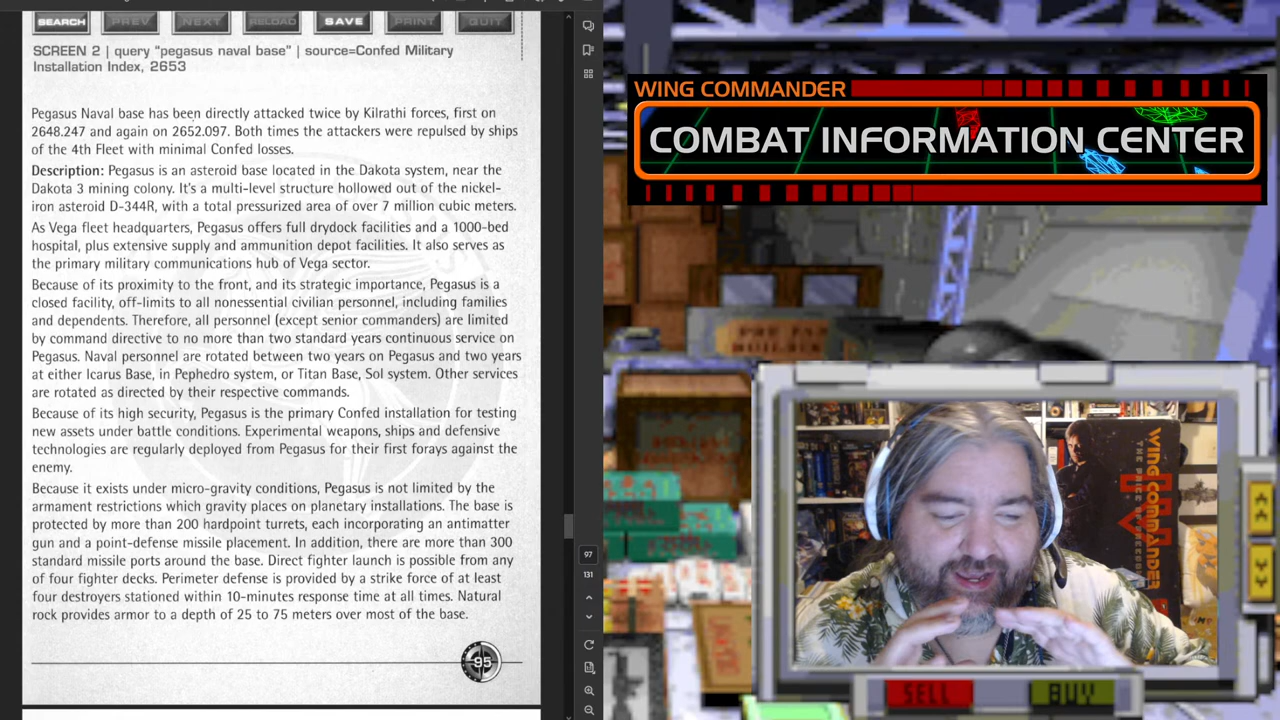 SEARCH PREV NEXT RELOAD SAVE PRINT QUIT
SCREEN 2 | query "pegasus naval base" | source=Confed Military
Installation Index, 2653
Pegasus Naval base has been directly attacked twice by Kilrathi forces, first on
2648.247 and again on 2652.097. Both times the attackers were repulsed by ships
of the 4th Fleet with minimal Confed losses.
Description: Pegasus is an asteroid base located in the Dakota system, near the
Dakota 3 mining colony. It's a multi-level structure hollowed out of the nickel-
iron asteroid D-344R, with a total pressurized area of over 7 million cubic meters.
As Vega fleet headquarters, Pegasus offers full drydock facilities and a 1000-bed
hospital, plus extensive supply and ammunition depot facilities. It also serves as
the primary military communications hub of Vega sector.
Because of its proximity to the front, and its strategic importance, Pegasus is a
closed facility, off-limits to all nonessential civilian personnel, including families
and dependents. Therefore, all personnel (except senior commanders) are limited
by command directive to no more than two standard years continuous service on
Pegasus. Naval personnel are rotated between two years on Pegasus and two years
at either Icarus Base, in Pephedro system, or Titan Base, Sol system. Other services
are rotated as directed by their respective commands.
Because of its high security, Pegasus is the primary Confed installation for testing
new assets under battle conditions. Experimental weapons, ships and defensive
technologies are regularly deployed from Pegasus for their first forays against the
enemy.
Because it exists under micro-gravity conditions, Pegasus is not limited by the
armament restrictions which gravity places on planetary installations. The base is
protected by more than 200 hardpoint turrets, each incorporating an antimatter
gun and a point-defense missile placement. In addition, there are more than 300
standard missile ports around the base. Direct fighter launch is possible from any
of four fighter decks. Perimeter defense is provided by a strike force of at least
four destroyers stationed within 10-minutes response time at all times. Natural
rock provides armor to a depth of 25 to 75 meters over most of the base.
95
97
131
WING COMMANDER
COMBAT INFORMATION CENTER
WING COMMANDER
THE PRICE OF FREEDOM
SELL BUY